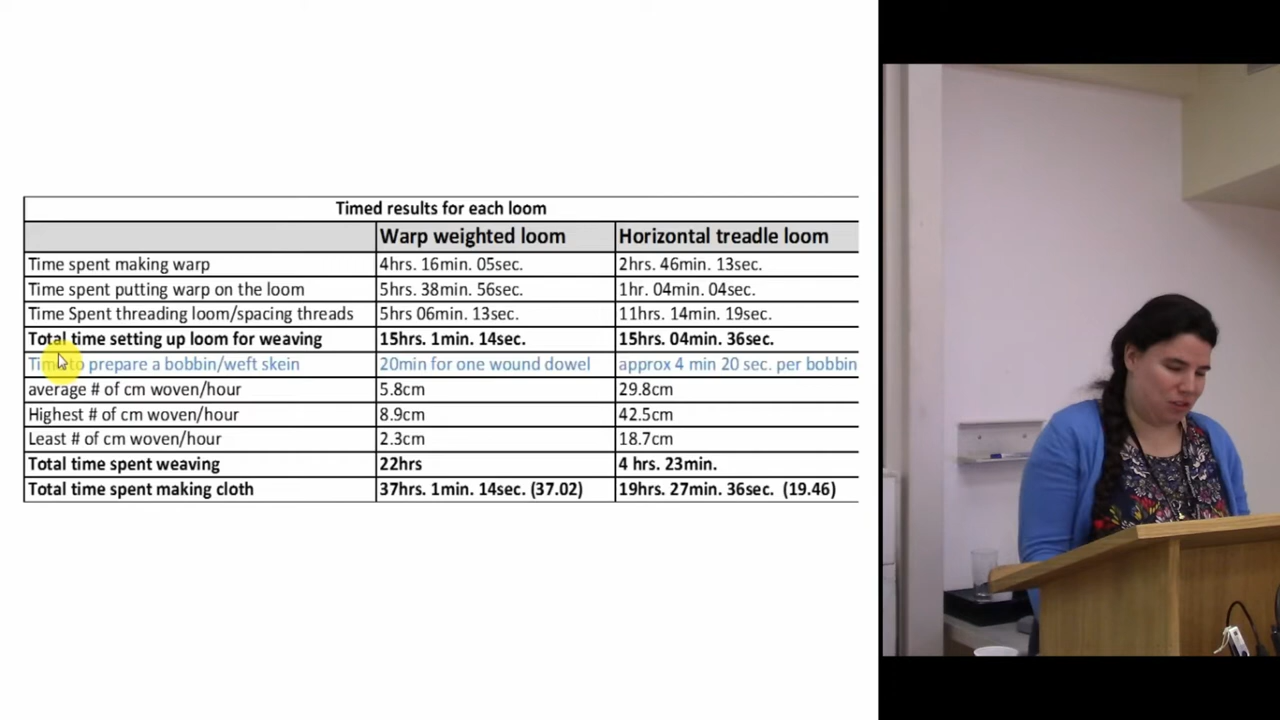 Timed results for each loom
Warp weighted loom Horizontal treadle loom
Time spent making warp 4hrs. 16min. 05sec. 2hrs. 46min. 13sec.
Time spent putting warp on the loom 5hrs. 38min. 56sec. 1hr. 04min. 04sec.
Time Spent threading loom/spacing threads 5hrs 06min. 13sec. 11hrs. 14min. 19sec.
Total time setting up loom for weaving 15hrs. 1min. 14sec. 15hrs. 04min. 36sec.
Time to prepare a bobbin/weft skein 20min for one wound dowel approx 4 min 20 sec. per bobbin
average # of cm woven/hour 5.8cm 29.8cm
Highest # of cm woven/hour 8.9cm 42.5cm
Least # of cm woven/hour 2.3cm 18.7cm
Total time spent weaving 22hrs 4 hrs. 23min.
Total time spent making cloth 37hrs. 1min. 14sec. (37.02) 19hrs. 27min. 36sec. (19.46)